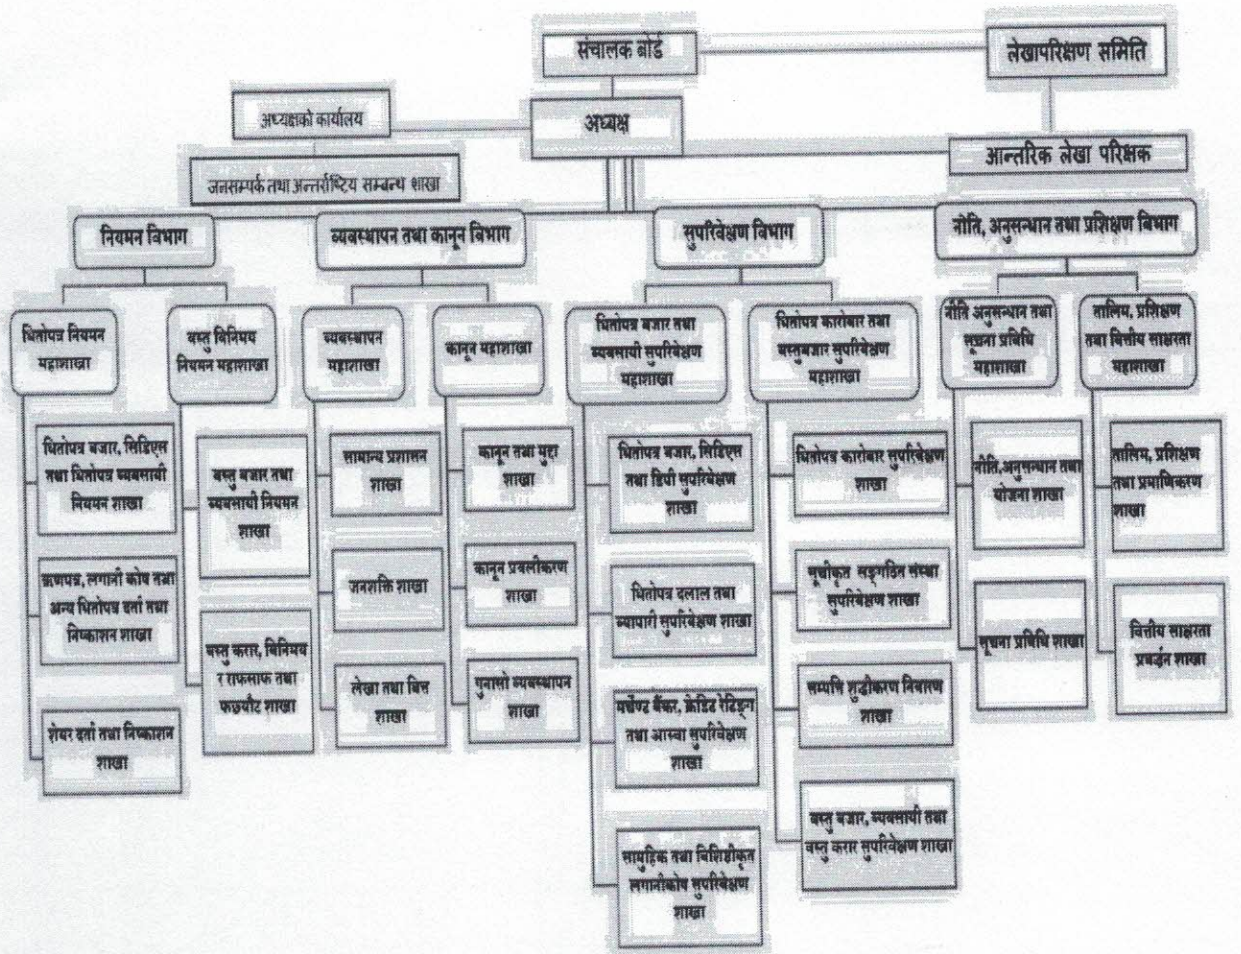 संचालक बोर्ड
लेखापरिक्षण समिति
अध्यक्षको कार्यालय
अध्यक्ष
आन्तरिक लेखा परिक्षक
जनसम्पर्क तथा अन्तर्राष्टिय सम्बन्ध शाखा
नियमन विभाग
व्यवस्थापन तथा कानून विभाग
सुपरिवेक्षण विभाग
नीति, अनुसन्धान तथा प्रशिक्षण विभाग
धितोपत्र नियमन
महाशाखा
वस्तु विनिमय
नियमन महाशाखा
व्यवस्थापन
महाशाखा
कानून महाशाखा
धितोपत्र बजार तथा
व्यवसायी सुपरिवेक्षण
महाशाखा
धितोपत्र कारोबार तथा
वस्तुबजार सुपरिवेक्षण
महाशाखा
नीति अनुसन्धान तथा
सूचना प्रविधि
महाशाखा
तालिम, प्रशिक्षण
तथा वित्तीय साक्षरता
महाशाखा
धितोपत्र बजार, सिडिएस
तथा धितोपत्र व्यवसायी
नियमन शाखा
ऋणपत्र, लगानी कोष तथा
अन्य धितोपत्र दर्ता तथा
निष्काशन शाखा
शेयर दर्ता तथा निष्काशन
शाखा
वस्तु बजार तथा
व्यवसायी नियमन
शाखा
वस्तु करार, विनिमय
र राफसाफ तथा
फछ्यौट शाखा
सामान्य प्रशासन
शाखा
जनशक्ति शाखा
लेखा तथा वित्त
शाखा
कानून तथा मुद्दा
शाखा
कानून प्रवलीकरण
शाखा
गुनासो व्यवस्थापन
शाखा
धितोपत्र बजार, सिडिएस
तथा डिपी सुपरिवेक्षण
शाखा
धितोपत्र दलाल तथा
व्यापारी सुपरिवेक्षण शाखा
मर्चेण्ट बैंकर, क्रेडिट रेटिङ्ग
तथा आस्वा सुपरिवेक्षण
शाखा
सामुहिक तथा विशिष्टीकृत
लगानीकोष सुपरिवेक्षण
शाखा
धितोपत्र कारोबार सुपरिवेक्षण
शाखा
सूचीकृत सङ्गठित संस्था
सुपरिवेक्षण शाखा
सम्पत्ति शुद्धीकरण निवारण
शाखा
वस्तु बजार, व्यवसायी तथा
वस्तु करार सुपरिवेक्षण शाखा
नीति,अनुसन्धान तथा
योजना शाखा
सूचना प्रविधि शाखा
तालिम, प्रशिक्षण
तथा प्रमाणिकरण
शाखा
वित्तीय साक्षरता
प्रवर्द्धन शाखा